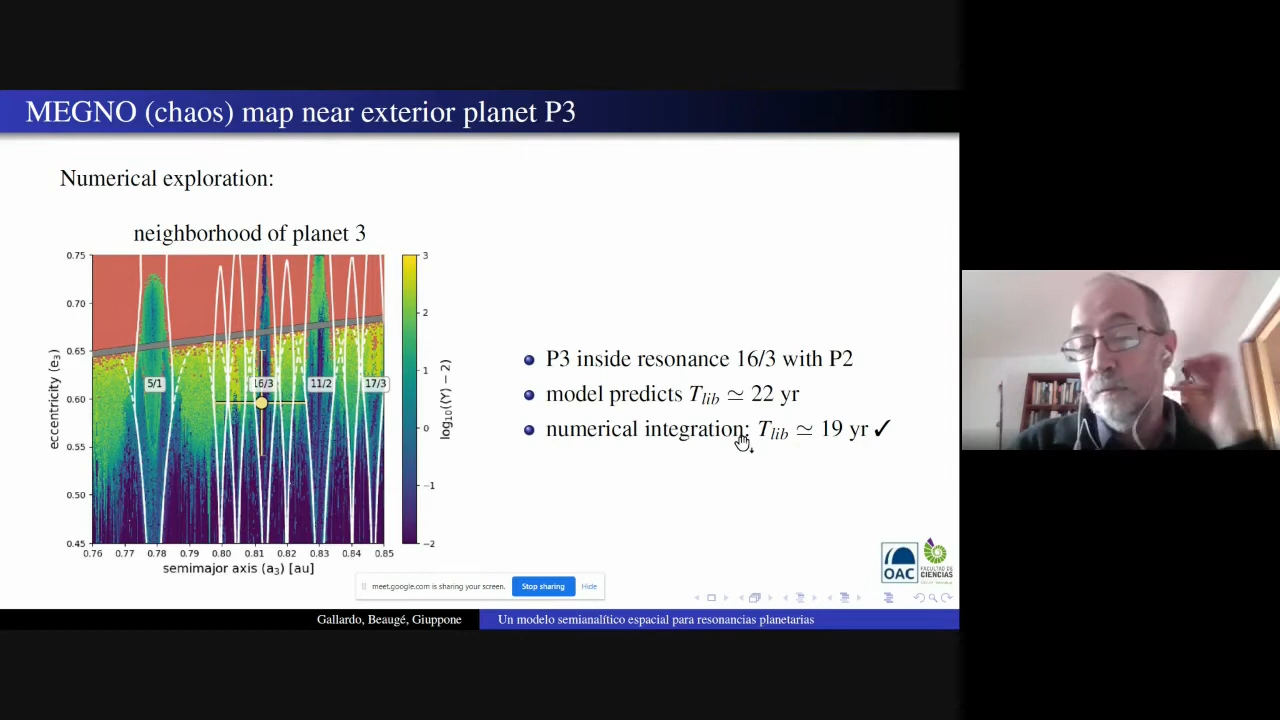 MEGNO (chaos) map near exterior planet P3
Numerical exploration:
neighborhood of planet 3
0.75
0.70
0.65
0.60
0.55
0.50
0.45
eccentricity (e₃)
5/1
16/3
11/2
17/3
0.76 0.77 0.78 0.79 0.80 0.81 0.82 0.83 0.84 0.85
semimajor axis (a₃) [au]
3
2
1
0
−1
−2
log₁₀(⟨Y⟩ − 2)
P3 inside resonance 16/3 with P2
model predicts T_lib ≃ 22 yr
numerical integration: T_lib ≃ 19 yr ✓
OAC
FACULTAD DE
CIENCIAS
meet.google.com is sharing your screen.
Stop sharing
Hide
Gallardo, Beaugé, Giuppone
Un modelo semianalítico espacial para resonancias planetarias